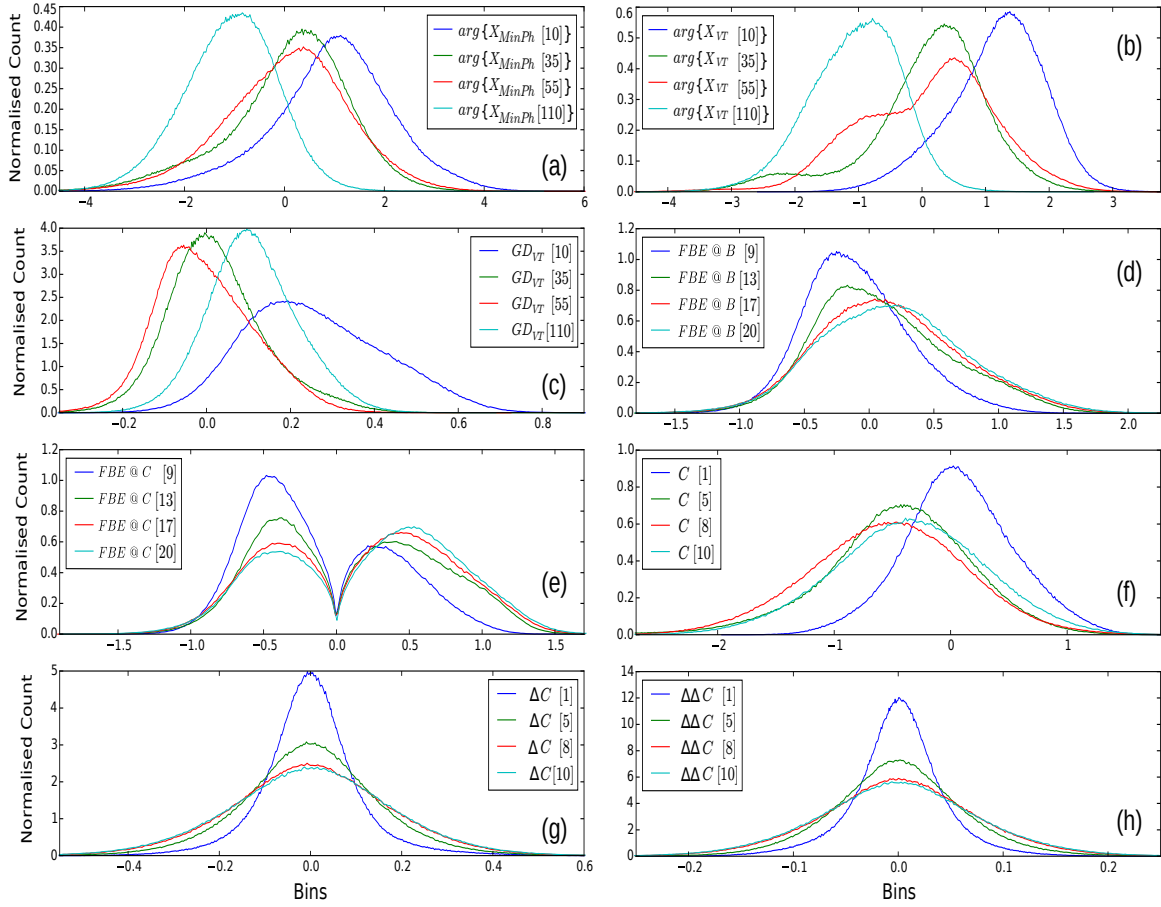 Normalised Count
0.45
0.40
0.35
0.30
0.25
0.20
0.15
0.10
0.05
0.00
−4 −2 0 2 4 6
arg{X_MinPh [10]}
arg{X_MinPh [35]}
arg{X_MinPh [55]}
arg{X_MinPh [110]}
(a)
0.6
0.5
0.4
0.3
0.2
0.1
0.0
−4 −3 −2 −1 0 1 2 3
arg{X_VT [10]}
arg{X_VT [35]}
arg{X_VT [55]}
arg{X_VT [110]}
(b)
Normalised Count
4.0
3.5
3.0
2.5
2.0
1.5
1.0
0.5
0.0
−0.2 0.0 0.2 0.4 0.6 0.8
GD_VT [10]
GD_VT [35]
GD_VT [55]
GD_VT [110]
(c)
1.2
1.0
0.8
0.6
0.4
0.2
0.0
−1.5 −1.0 −0.5 0.0 0.5 1.0 1.5 2.0
FBE @ B [9]
FBE @ B [13]
FBE @ B [17]
FBE @ B [20]
(d)
Normalised Count
1.2
1.0
0.8
0.6
0.4
0.2
0.0
−1.5 −1.0 −0.5 0.0 0.5 1.0 1.5
FBE @ C [9]
FBE @ C [13]
FBE @ C [17]
FBE @ C [20]
(e)
1.0
0.8
0.6
0.4
0.2
0.0
−2 −1 0 1
C [1]
C [5]
C [8]
C [10]
(f)
Normalised Count
5
4
3
2
1
0
−0.4 −0.2 0.0 0.2 0.4 0.6
Bins
ΔC [1]
ΔC [5]
ΔC [8]
ΔC[10]
(g)
14
12
10
8
6
4
2
0
−0.2 −0.1 0.0 0.1 0.2
Bins
ΔΔC [1]
ΔΔC [5]
ΔΔC [8]
ΔΔC [10]
(h)